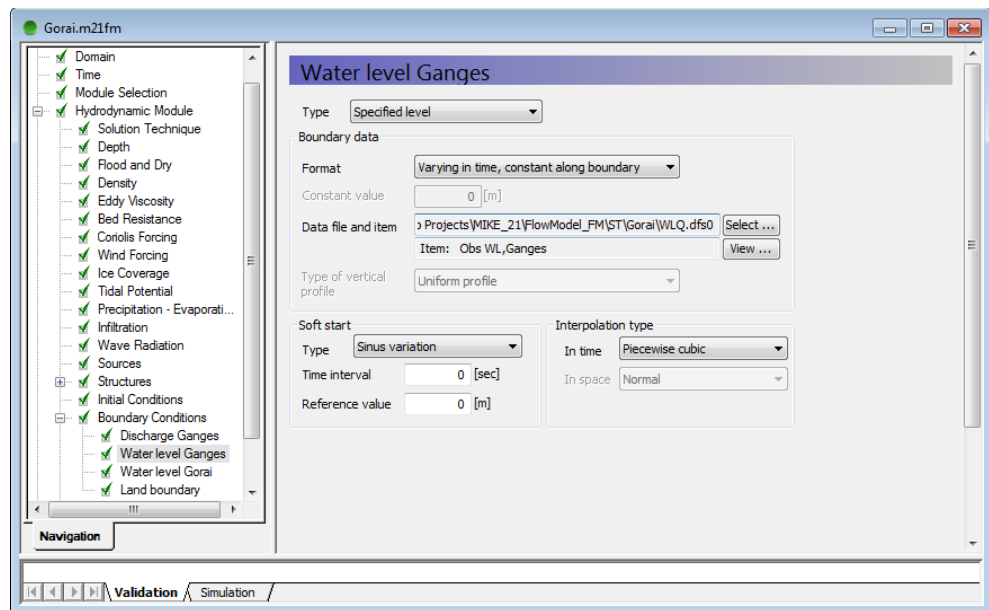 Gorai.m21fm
Domain
Time
Module Selection
Hydrodynamic Module
Solution Technique
Depth
Flood and Dry
Density
Eddy Viscosity
Bed Resistance
Coriolis Forcing
Wind Forcing
Ice Coverage
Tidal Potential
Precipitation - Evaporati...
Infiltration
Wave Radiation
Sources
Structures
Initial Conditions
Boundary Conditions
Discharge Ganges
Water level Ganges
Water level Gorai
Land boundary
Navigation
Water level Ganges
Type Specified level
Boundary data
Format Varying in time, constant along boundary
Constant value 0 [m]
Data file and item Projects\MIKE_21\FlowModel_FM\ST\Gorai\WLQ.dfs0 Select ...
Item: Obs WL,Ganges View ...
Type of vertical
profile
Uniform profile
Soft start
Type Sinus variation
Time interval 0 [sec]
Reference value 0 [m]
Interpolation type
In time Piecewise cubic
In space Normal
Validation Simulation